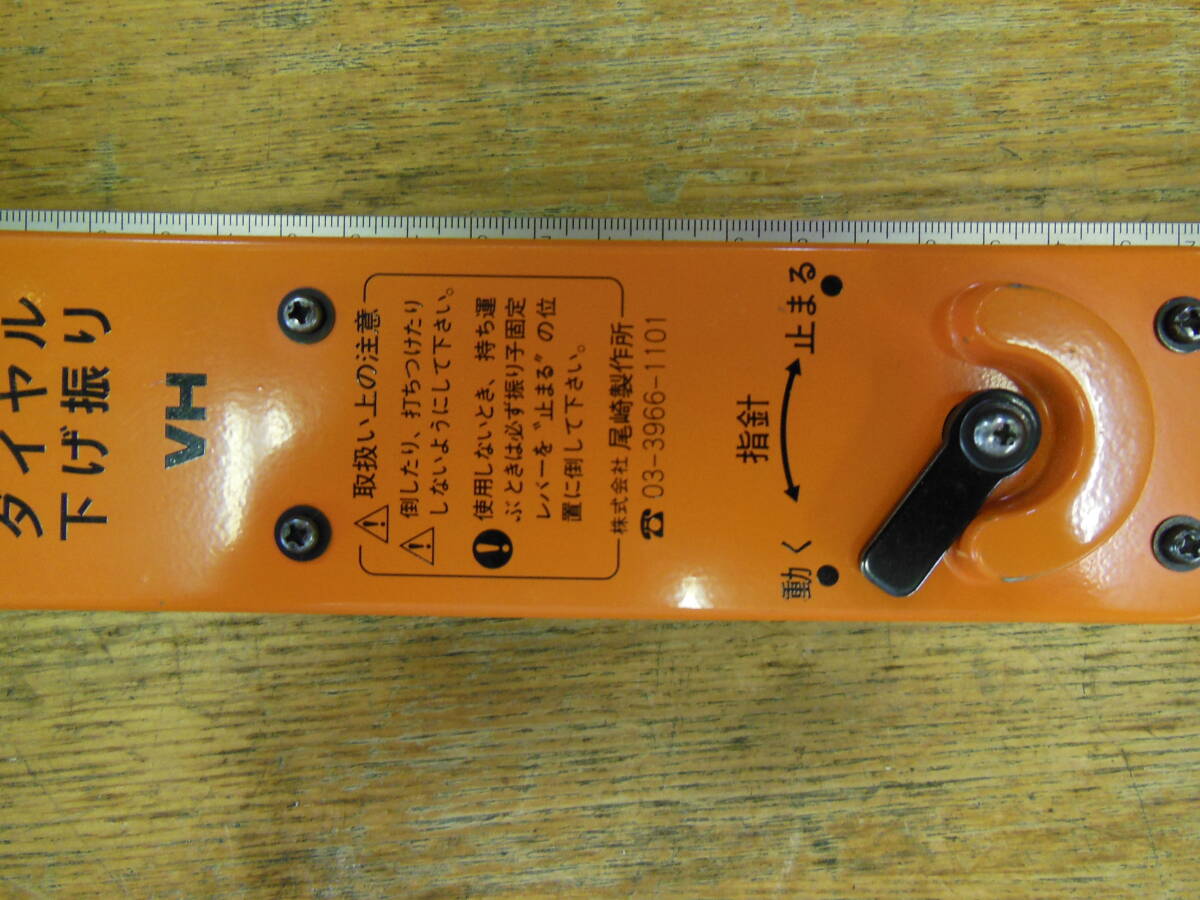 ダイヤル
下げ振り
VH
⚠ 取扱い上の注意
⚠ 倒したり、打ちつけたり
しないようにして下さい。
使用しないとき、持ち運
ぶときは必ず振り子固定
レバーを〝止まる〟の位
置に倒して下さい。
株式会社 尾崎製作所
☎ 03-3966-1101
指針
動く
止まる